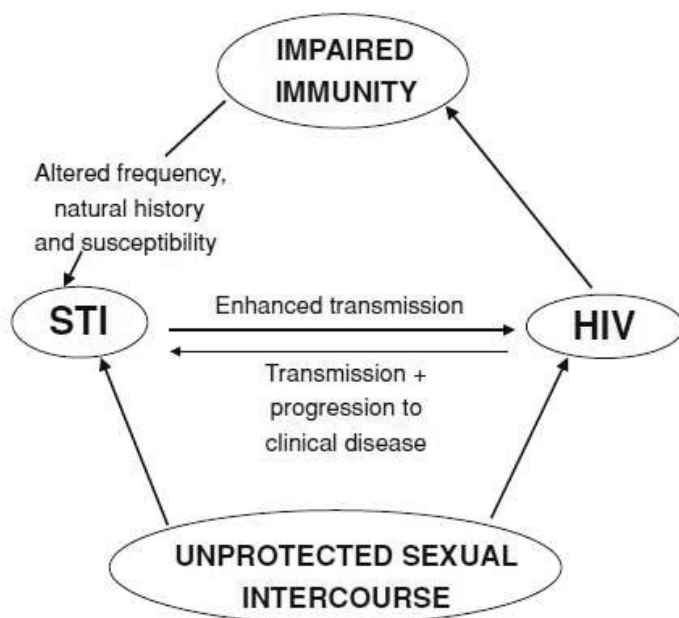 IMPAIRED
IMMUNITY
Altered frequency,
natural history
and susceptibility
STI
Enhanced transmission
HIV
Transmission +
progression to
clinical disease
UNPROTECTED SEXUAL
INTERCOURSE